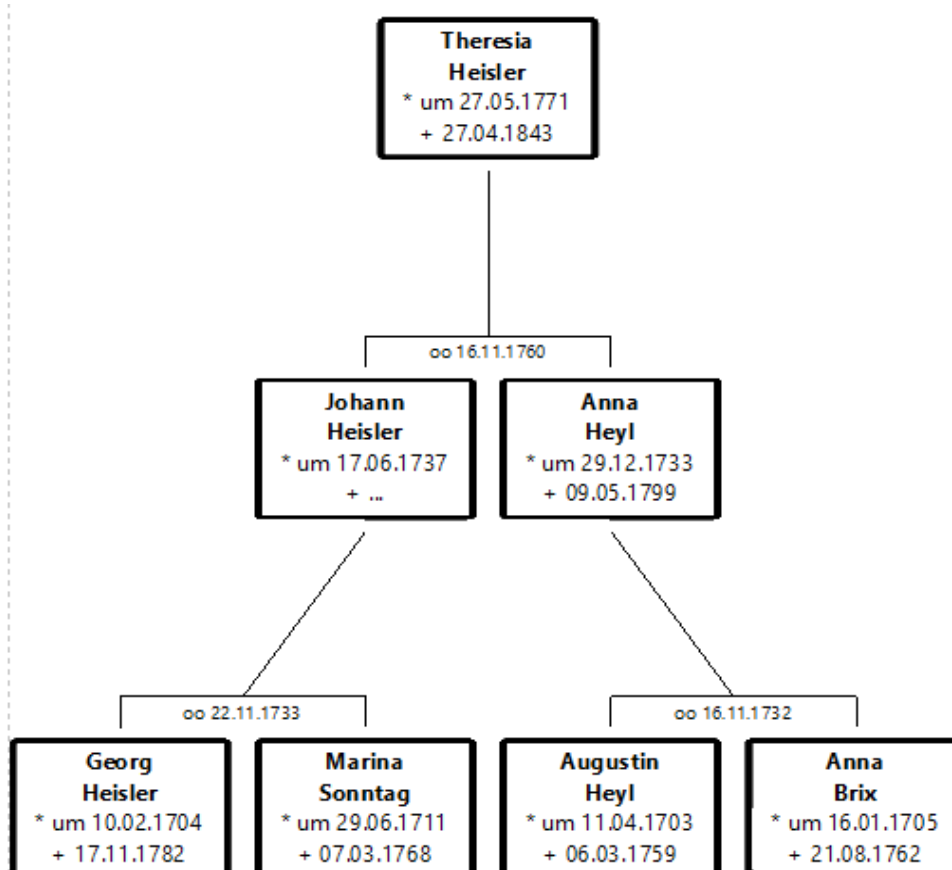 Theresia
Heisler
* um 27.05.1771
+ 27.04.1843
oo 16.11.1760
Johann
Heisler
* um 17.06.1737
+ ...
Anna
Heyl
* um 29.12.1733
+ 09.05.1799
oo 22.11.1733
oo 16.11.1732
Georg
Heisler
* um 10.02.1704
+ 17.11.1782
Marina
Sonntag
* um 29.06.1711
+ 07.03.1768
Augustin
Heyl
* um 11.04.1703
+ 06.03.1759
Anna
Brix
* um 16.01.1705
+ 21.08.1762